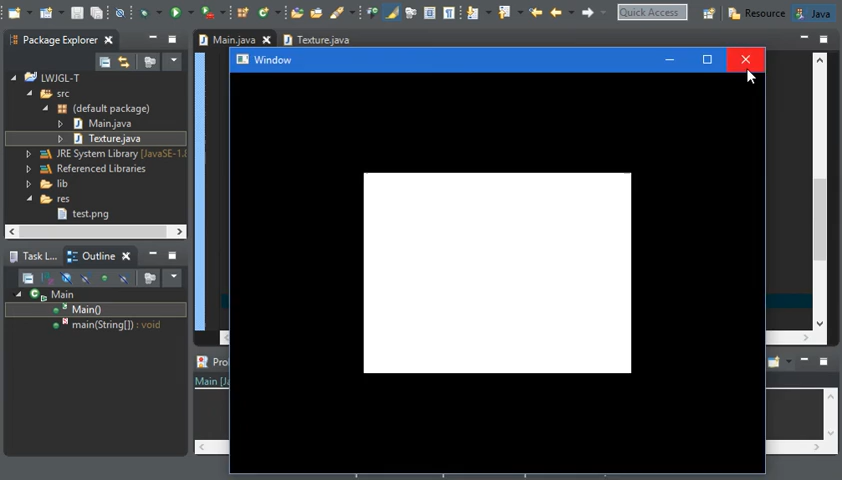 Quick Access
Resource
Java
Package Explorer
Main.java
Texture.java
Window
LWJGL-T
src
(default package)
Main.java
Texture.java
JRE System Library [JavaSE-1.8
Referenced Libraries
lib
res
test.png
Task L...
Outline
Main
Main()
main(String[]) : void
Pro
Main [Ja